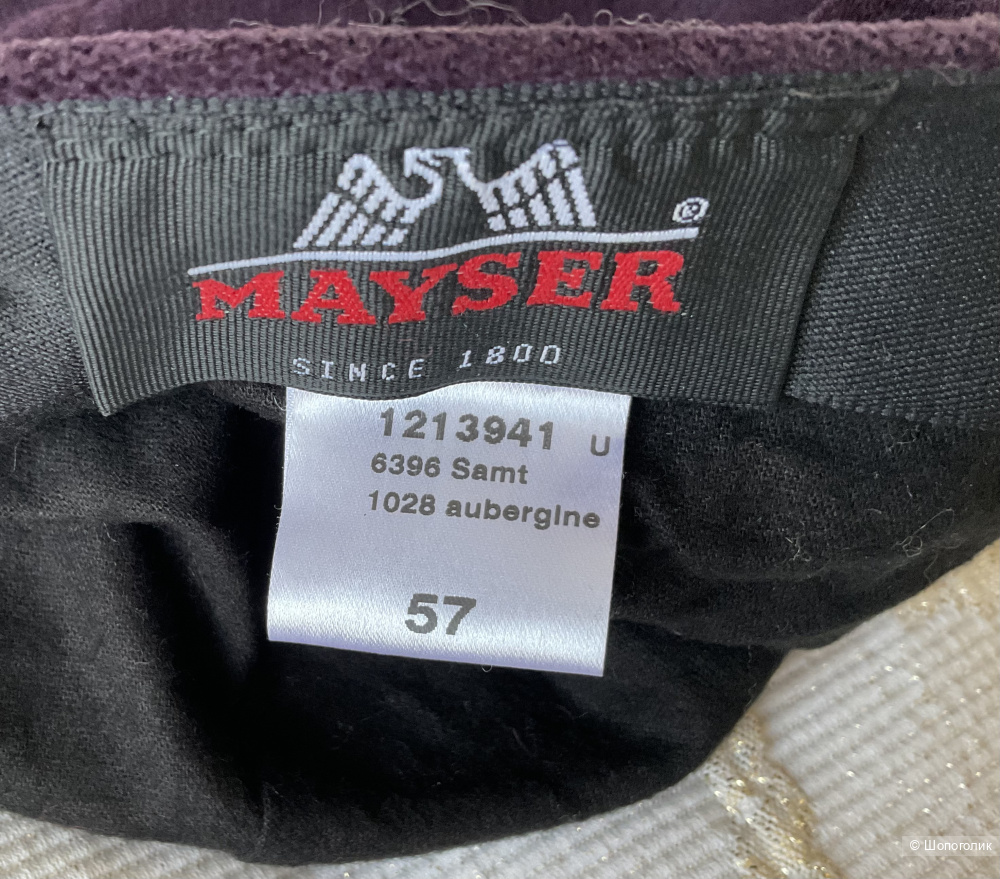 ®
MAYSER
SINCE 1800
1213941 U
6396 Samt
1028 aubergine
57
© Шопоголик